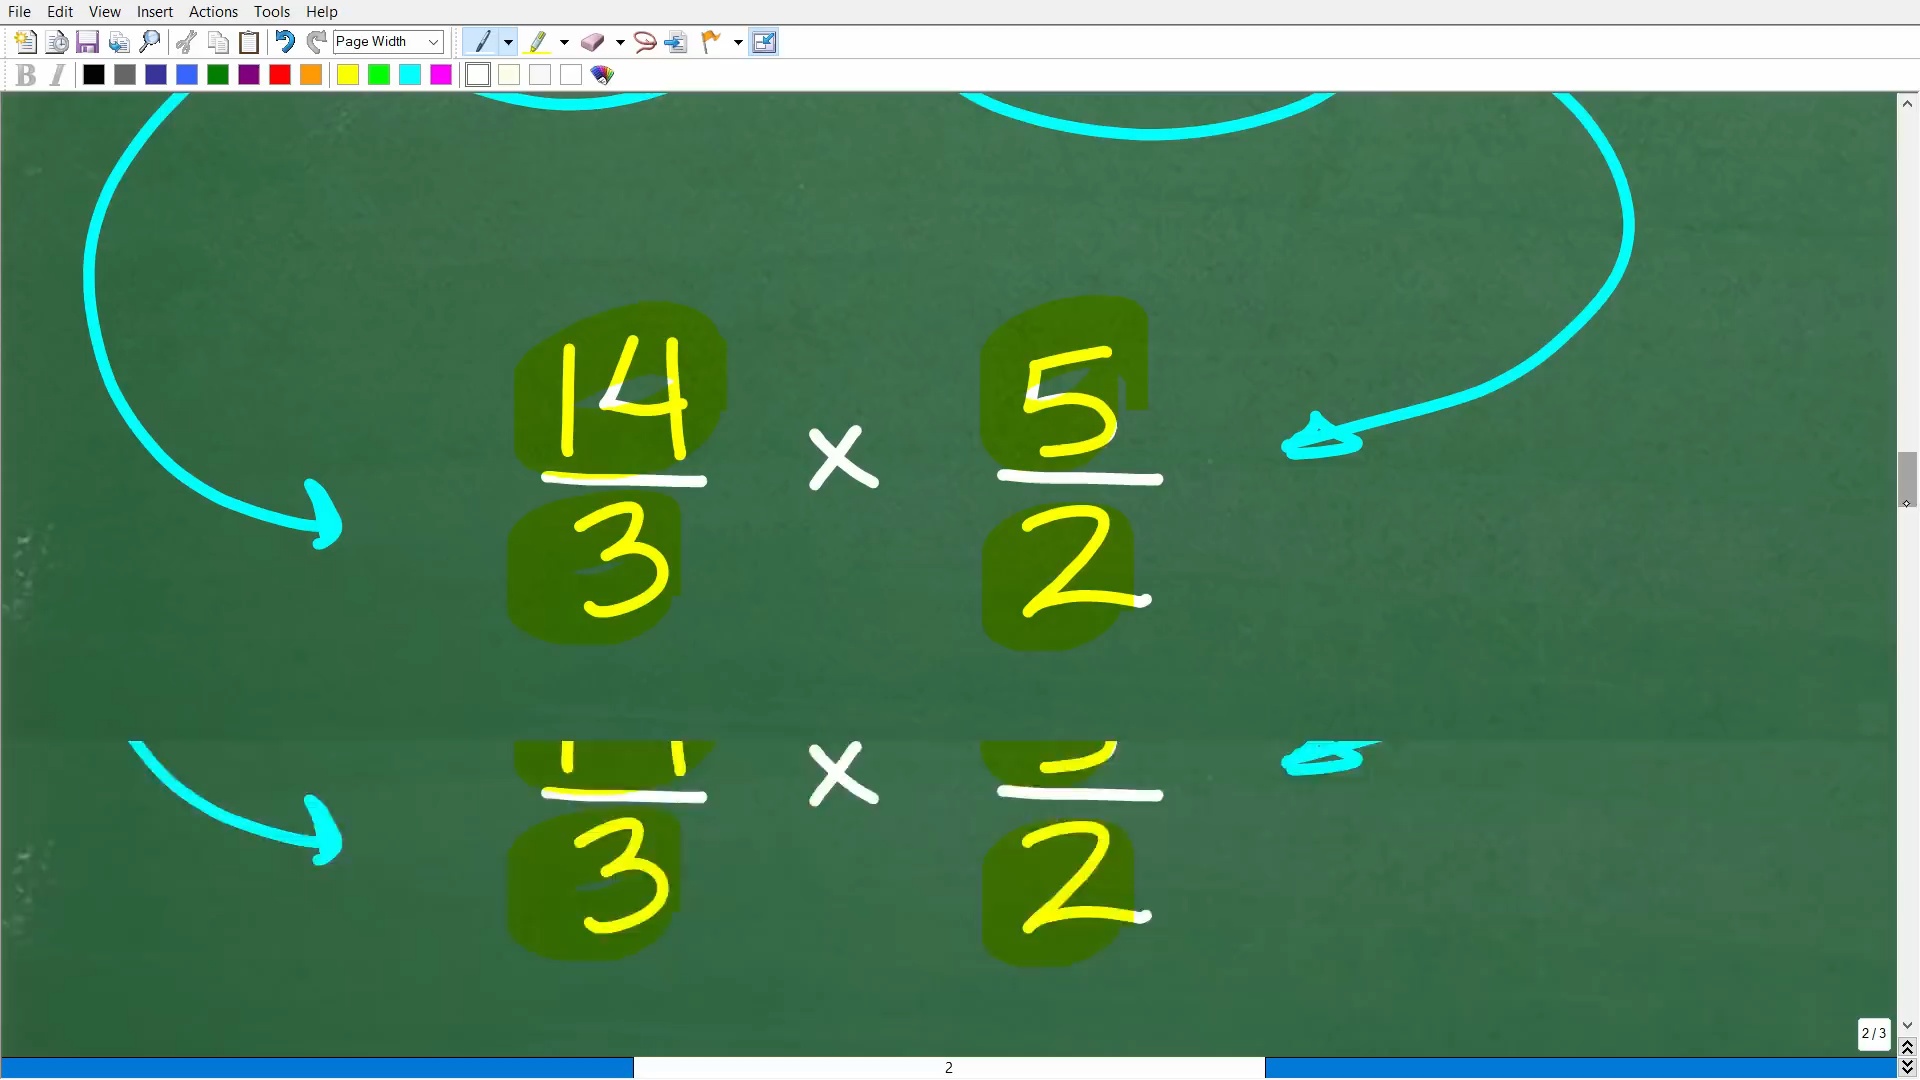 File Edit View Insert Actions Tools Help
Page Width
B I
14 × 5
3 2
×
3 2
2 / 3
2